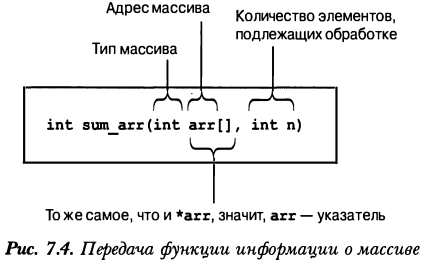 Адрес массива
Количество элементов,
подлежащих обработке
Тип массива
int sum_arr(int arr[], int n)
То же самое, что и *arr, значит, arr — указатель
Рис. 7.4. Передача функции информации о массиве